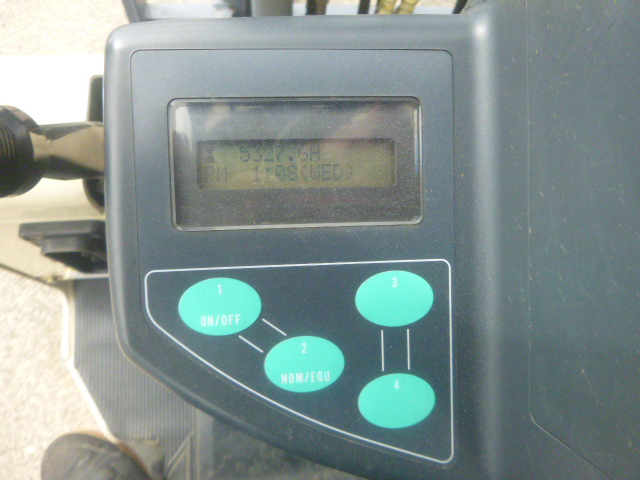 5327.6H
PM 1:08(WED)
1
ON/OFF
2
NOM/EQU
3
4